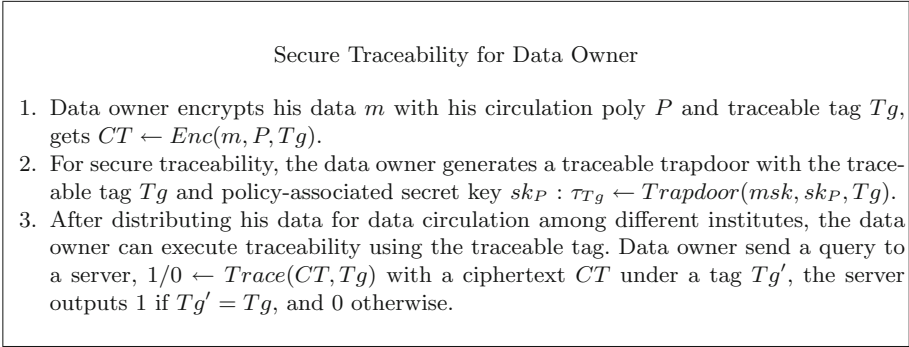 Secure Traceability for Data Owner
1. Data owner encrypts his data m with his circulation poly P and traceable tag Tg,
gets CT ← Enc(m, P, Tg).
2. For secure traceability, the data owner generates a traceable trapdoor with the trace-
able tag Tg and policy-associated secret key skP : τTg ← Trapdoor(msk, skP, Tg).
3. After distributing his data for data circulation among different institutes, the data
owner can execute traceability using the traceable tag. Data owner send a query to
a server, 1/0 ← Trace(CT, Tg) with a ciphertext CT under a tag Tg′, the server
outputs 1 if Tg′ = Tg, and 0 otherwise.